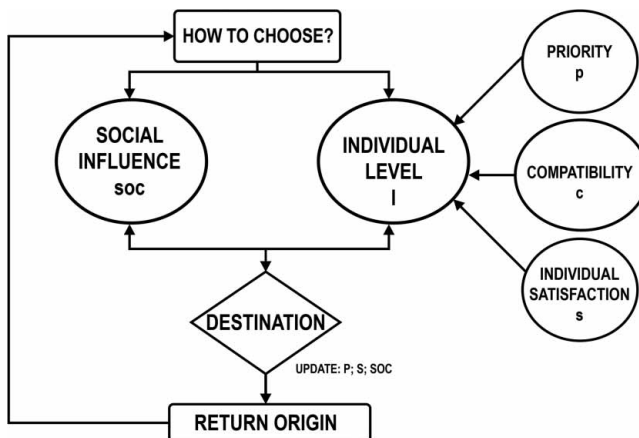 HOW TO CHOOSE?
PRIORITY
p
SOCIAL
INFLUENCE
soc
INDIVIDUAL
LEVEL
I
COMPATIBILITY
c
INDIVIDUAL
SATISFACTION
s
DESTINATION
UPDATE: P; S; SOC
RETURN ORIGIN